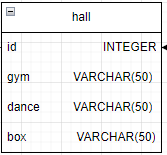 hall
id INTEGER
gym VARCHAR(50)
dance VARCHAR(50)
box VARCHAR(50)